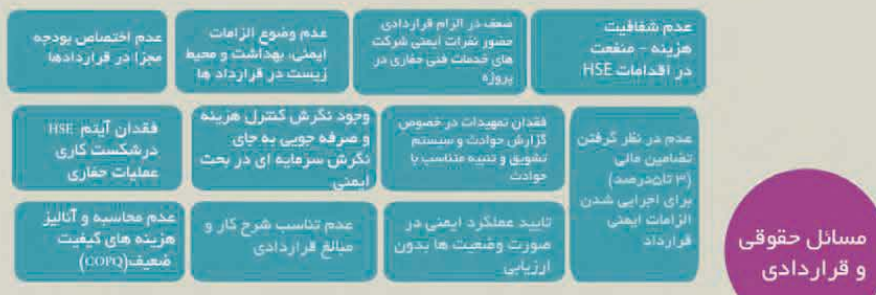 عدم شفافیت
هزینه – منفعت
در اقدامات HSE
ضعف در الزام قراردادی
حضور نفرات ایمنی شرکت
های خدمات فنی حفاری در
پروژه
عدم وضوع الزامات
ایمنی، بهداشت و محیط
زیست در قرارداد ها
عدم اختصاص بودجه
مجزا در قراردادها
عدم در نظر گرفتن
تضامین مالی
(۳ تا۵درصد)
برای اجرایی شدن
الزامات ایمنی
قرارداد
فقدان تمهیدات در خصوص
گزارش حوادث و سیستم
تشویق و تنبیه متناسب با
حوادث
وجود نگرش کنترل هزینه
و صرفه جویی به جای
نگرش سرمایه ای در بحث
ایمنی
فقدان آیتم HSE
درشکست کاری
عملیات حفاری
تایید عملکرد ایمنی در
صورت وضعیت ها بدون
ارزیابی
عدم تناسب شرح کار و
مبالغ قراردادی
عدم محاسبه و آنالیز
هزینه های کیفیت
ضعیف(COPQ)
مسائل حقوقی
و قراردادی